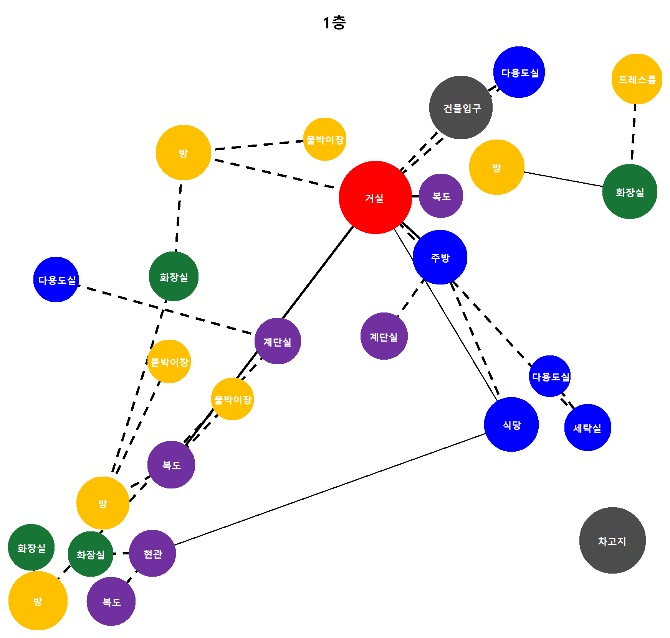 1층
다용도실
건물입구
드레스룸
붙박이장
방
방
화장실
거실
복도
주방
화장실
다용도실
계단실
계단실
붙박이장
다용도실
붙박이장
식당
세탁실
복도
방
차고지
화장실
화장실
현관
방
복도